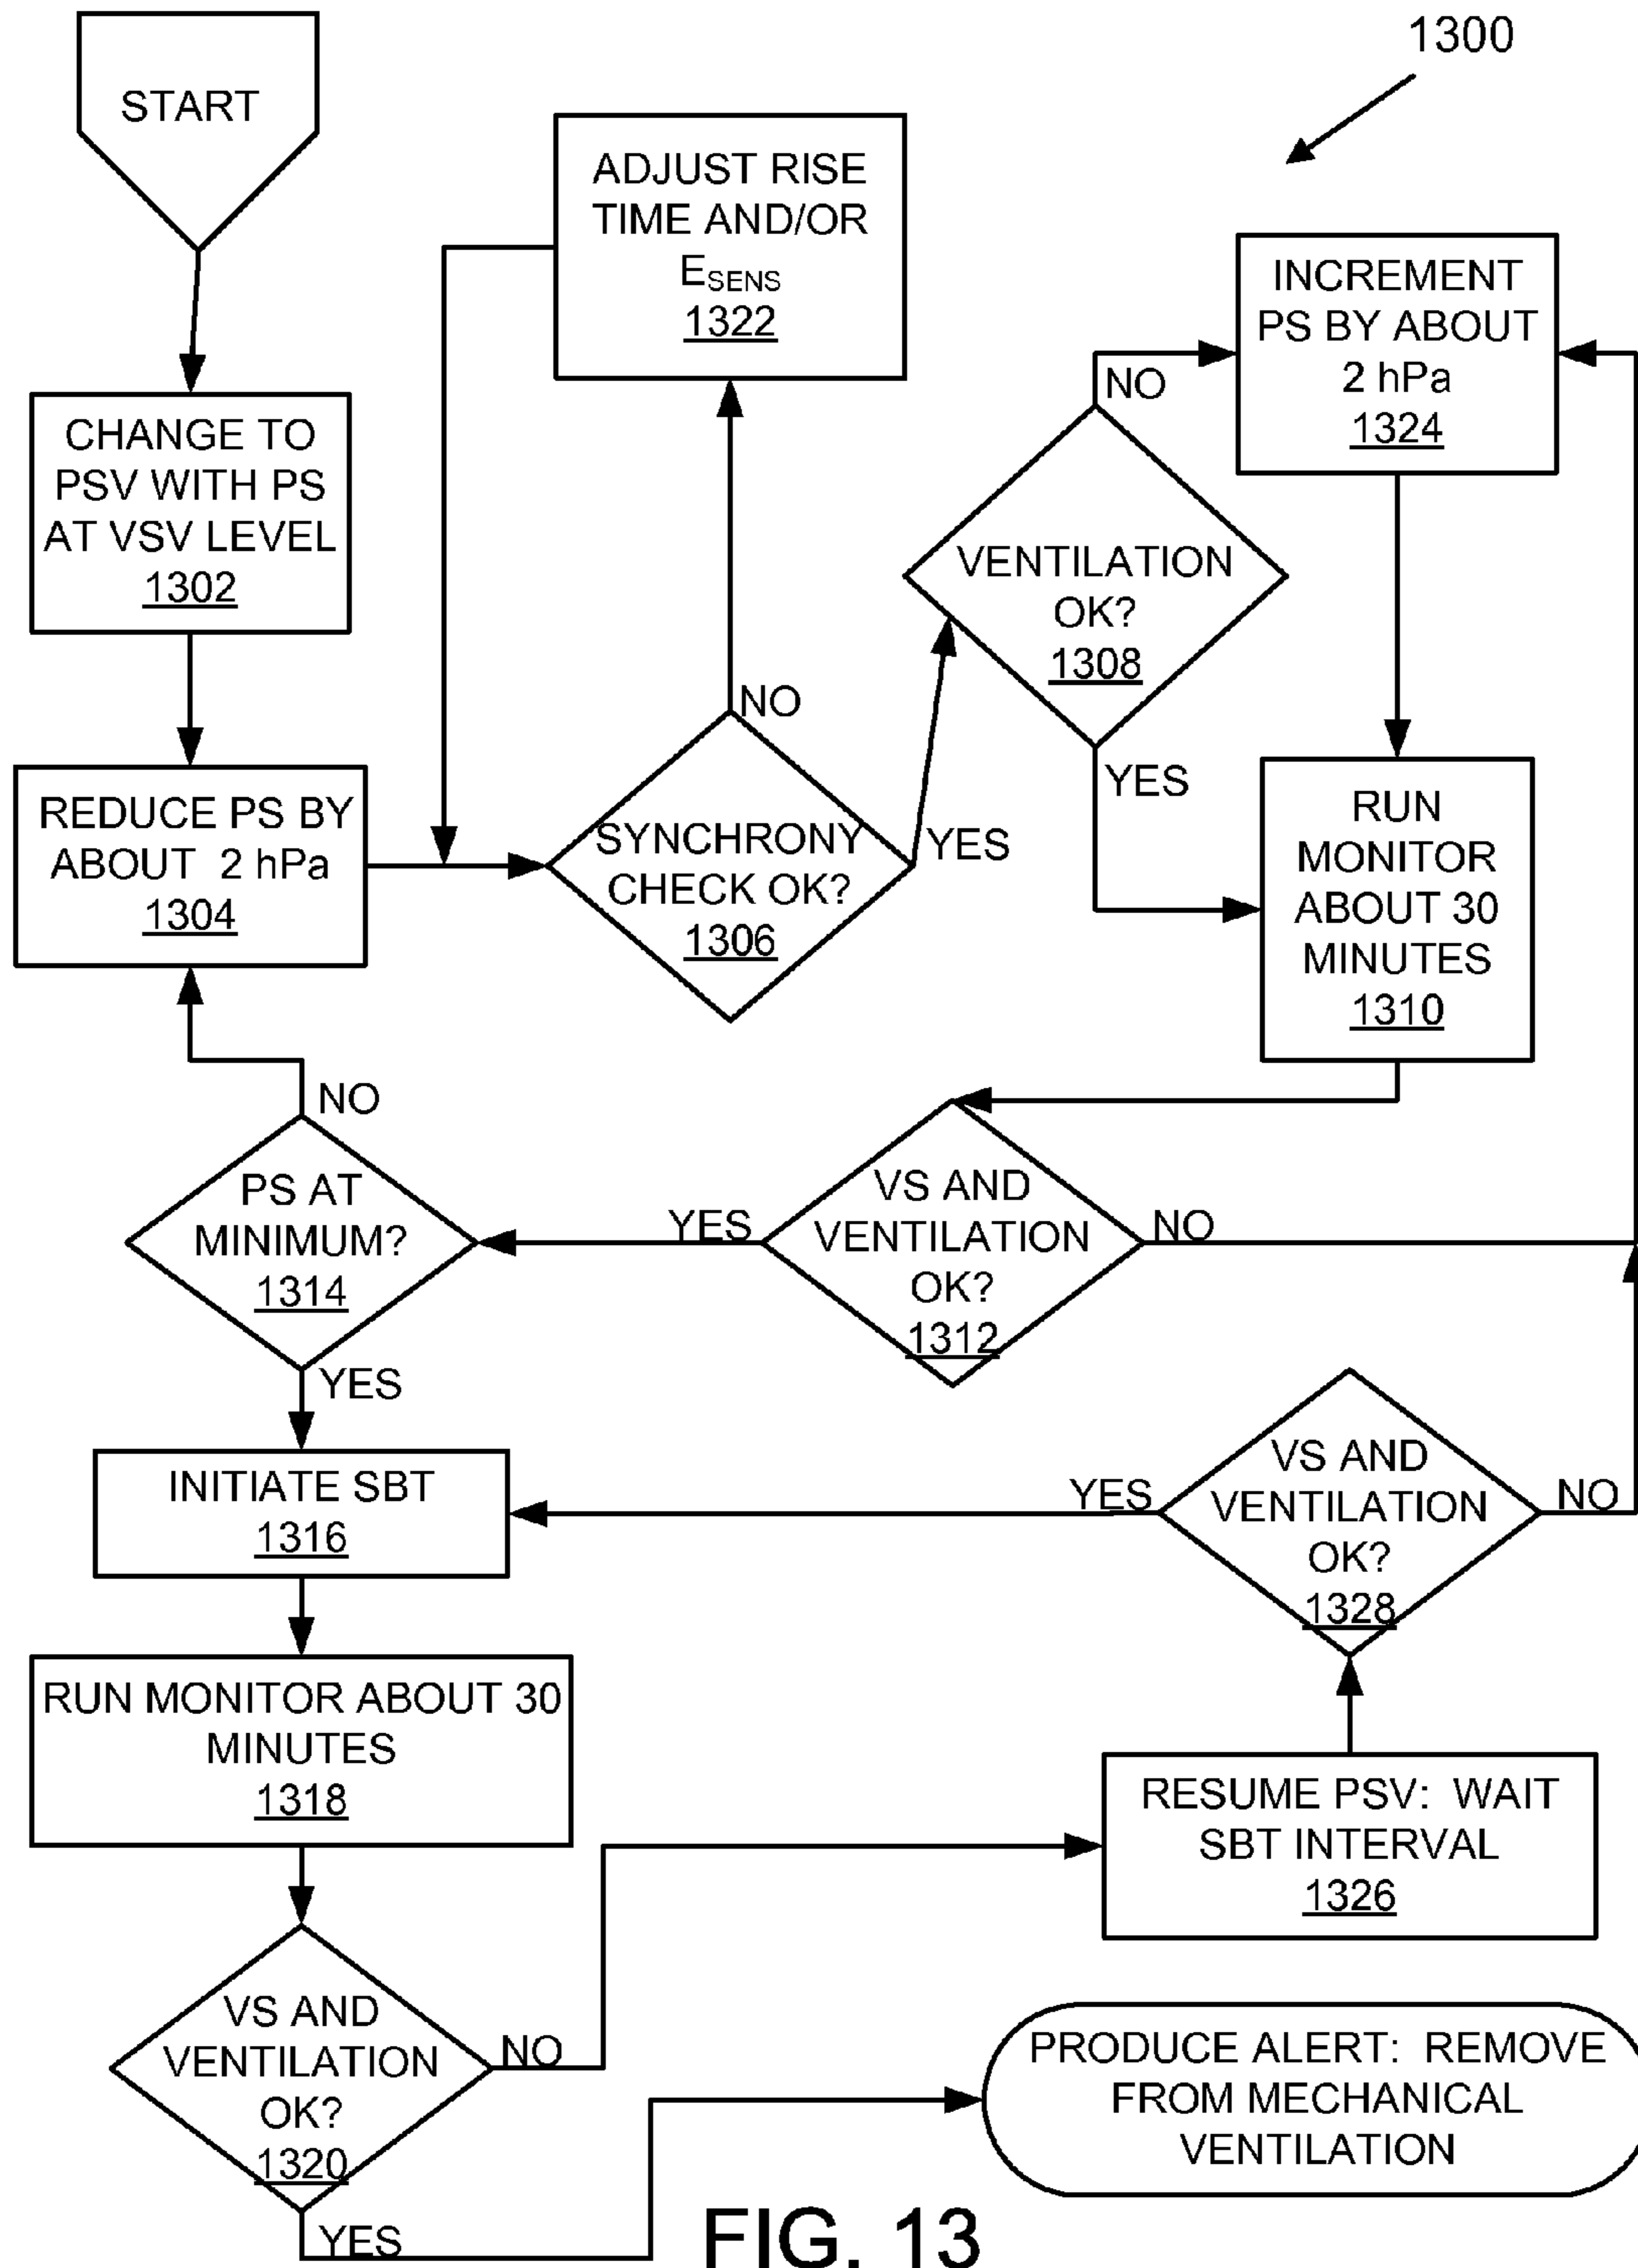 1300
START
ADJUST RISE
TIME AND/OR
ESENS
1322
INCREMENT
PS BY ABOUT
2 hPa
1324
CHANGE TO
PSV WITH PS
AT VSV LEVEL
1302
NO
VENTILATION
OK?
1308
YES
REDUCE PS BY
ABOUT 2 hPa
1304
NO
SYNCHRONY
CHECK OK?
1306
YES
RUN
MONITOR
ABOUT 30
MINUTES
1310
NO
PS AT
MINIMUM?
1314
YES
YES
VS AND
VENTILATION
OK?
1312
NO
INITIATE SBT
1316
YES
VS AND
VENTILATION
OK?
1328
NO
RUN MONITOR ABOUT 30
MINUTES
1318
RESUME PSV: WAIT
SBT INTERVAL
1326
VS AND
VENTILATION
OK?
1320
NO
YES
PRODUCE ALERT: REMOVE
FROM MECHANICAL
VENTILATION
FIG. 13